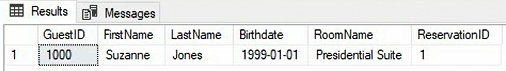 Results Messages
GuestID FirstName LastName Birthdate RoomName ReservationID
1 1000 Suzanne Jones 1999-01-01 Presidential Suite 1